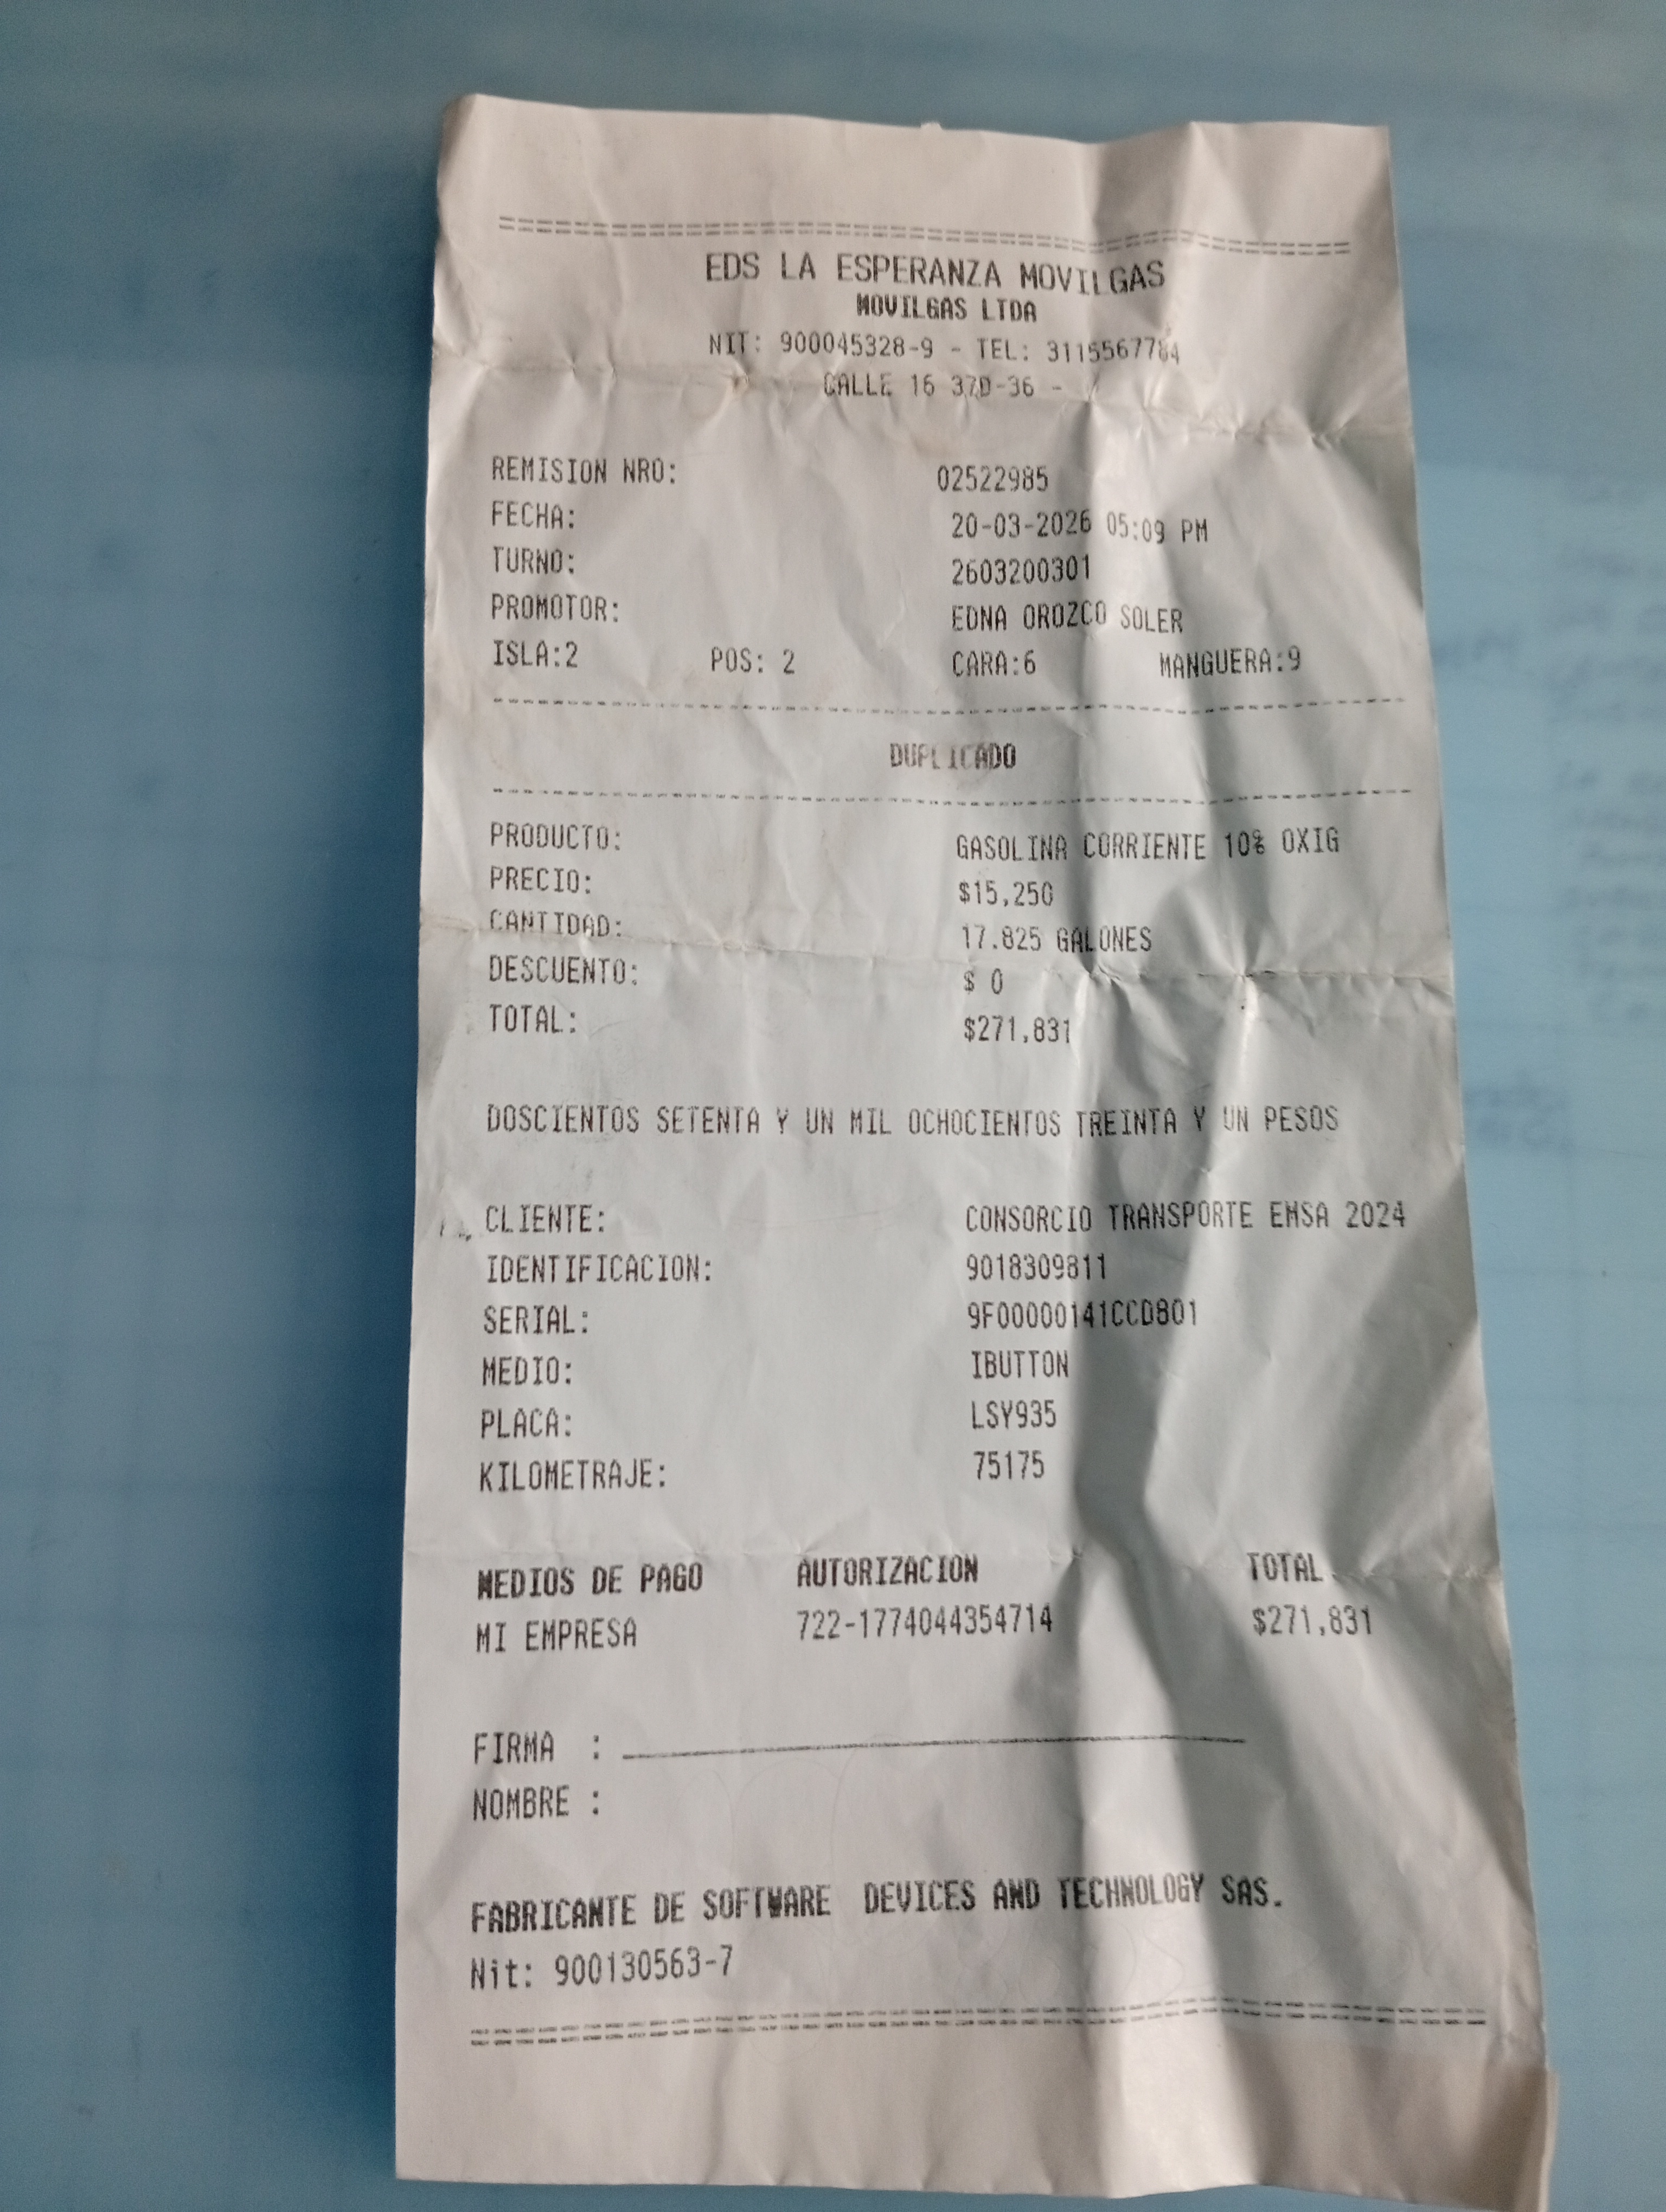 EDS LA ESPERANZA MOVILGAS
MOVILGAS LTDA
NIT: 900045328-9 - TEL: 3115567784
CALLE 16 37D-36 -
REMISION NRO: 02522985
FECHA: 20-03-2026 05:09 PM
TURNO: 2603200301
PROMOTOR: EDNA OROZCO SOLER
ISLA:2 POS: 2 CARA:6 MANGUERA:9
DUPLICADO
PRODUCTO: GASOLINA CORRIENTE 10% OXIG
PRECIO: $15,250
CANTIDAD: 17.825 GALONES
DESCUENTO: $ 0
TOTAL: $271,831
DOSCIENTOS SETENTA Y UN MIL OCHOCIENTOS TREINTA Y UN PESOS
CLIENTE: CONSORCIO TRANSPORTE EMSA 2024
IDENTIFICACION: 9018309811
SERIAL: 9F00000141CCD801
MEDIO: IBUTTON
PLACA: LSY935
KILOMETRAJE: 75175
MEDIOS DE PAGO AUTORIZACION TOTAL
MI EMPRESA 722-1774044354714 $271,831
FIRMA :
NOMBRE :
FABRICANTE DE SOFTWARE DEVICES AND TECHNOLOGY SAS.
Nit: 900130563-7